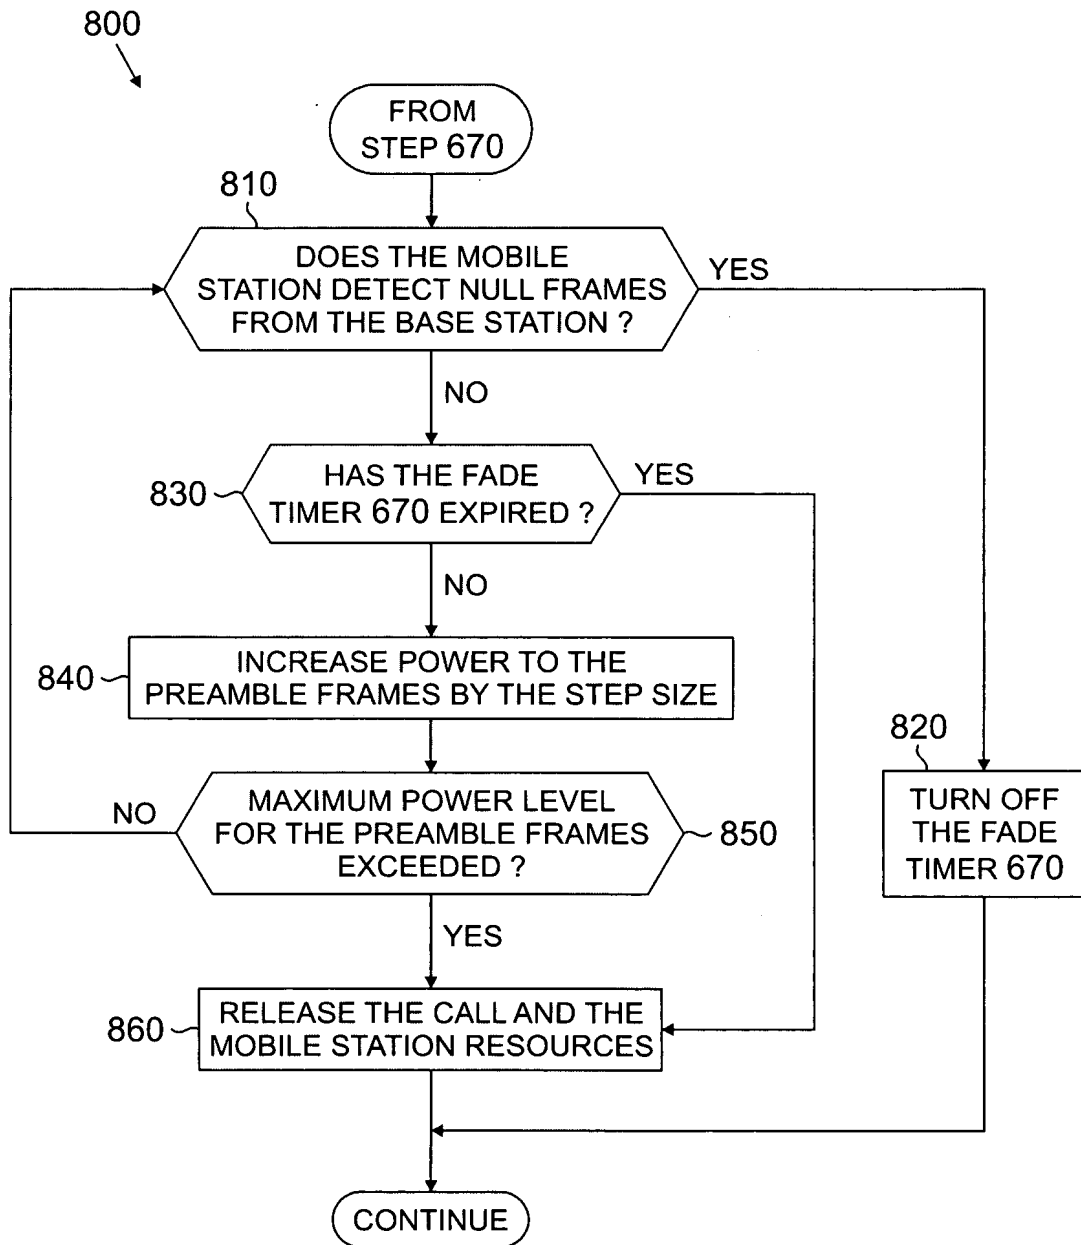 800
FROM
STEP 670
810
DOES THE MOBILE
STATION DETECT NULL FRAMES
FROM THE BASE STATION ?
YES
NO
830
HAS THE FADE
TIMER 670 EXPIRED ?
YES
NO
840
INCREASE POWER TO THE
PREAMBLE FRAMES BY THE STEP SIZE
820
TURN OFF
THE FADE
TIMER 670
NO
MAXIMUM POWER LEVEL
FOR THE PREAMBLE FRAMES
EXCEEDED ?
850
YES
860
RELEASE THE CALL AND THE
MOBILE STATION RESOURCES
CONTINUE